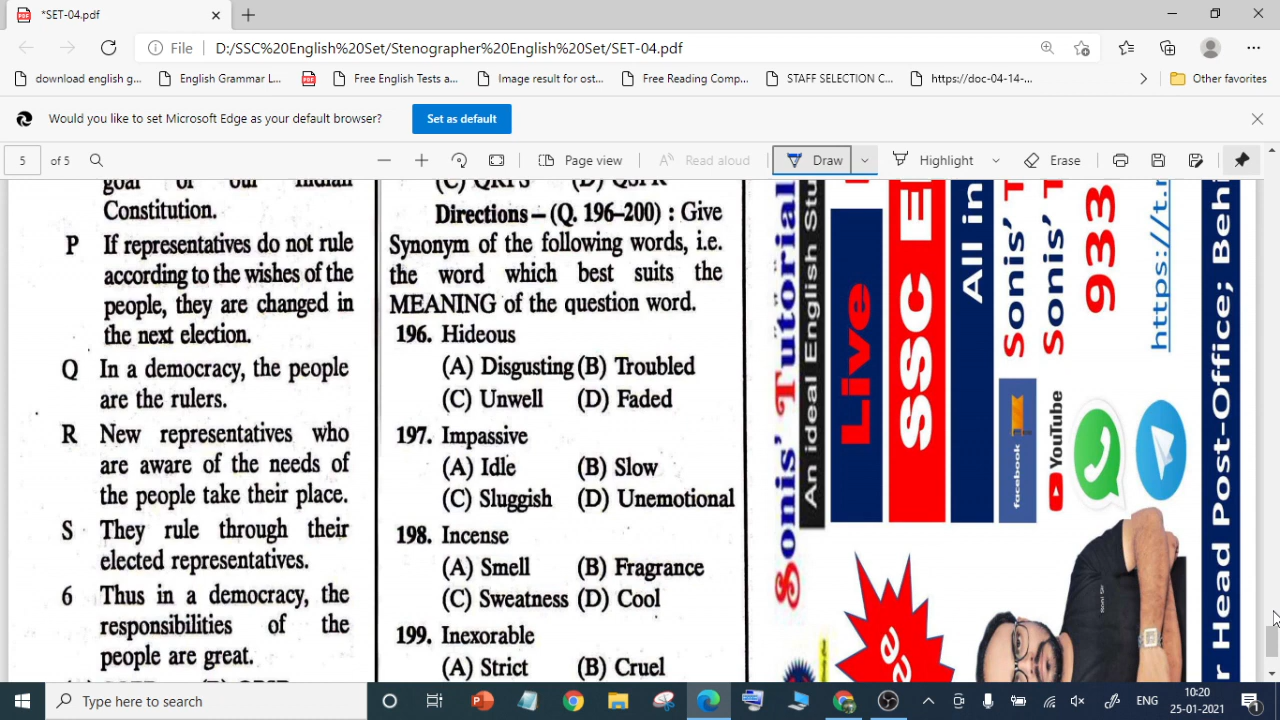 *SET-04.pdf
File
D:/SSC%20English%20Set/Stenographer%20English%20Set/SET-04.pdf
download english g...
English Grammar L...
Free English Tests a...
Image result for ost...
Free Reading Comp...
STAFF SELECTION C...
https://doc-04-14-...
Other favorites
Would you like to set Microsoft Edge as your default browser?
Set as default
5 of 5
Page view
Read aloud
Draw
Highlight
Erase
goal of our Indian
Constitution.
P If representatives do not rule
according to the wishes of the
people, they are changed in
the next election.
Q In a democracy, the people
are the rulers.
R New representatives who
are aware of the needs of
the people take their place.
S They rule through their
elected representatives.
6 Thus in a democracy, the
responsibilities of the
people are great.
(C) QRPS (D) QSPR
Directions – (Q. 196–200) : Give
Synonym of the following words, i.e.
the word which best suits the
MEANING of the question word.
196. Hideous
(A) Disgusting (B) Troubled
(C) Unwell (D) Faded
197. Impassive
(A) Idle (B) Slow
(C) Sluggish (D) Unemotional
198. Incense
(A) Smell (B) Fragrance
(C) Sweatness (D) Cool
199. Inexorable
(A) Strict (B) Cruel
Sonis' Tutorial
An ideal English Stu
Live
SSC E
All in
facebook Sonis' T
YouTube Sonis' T
933
https://t.
r Head Post-Office; Behi
Type here to search
ENG
10:20
25-01-2021
1